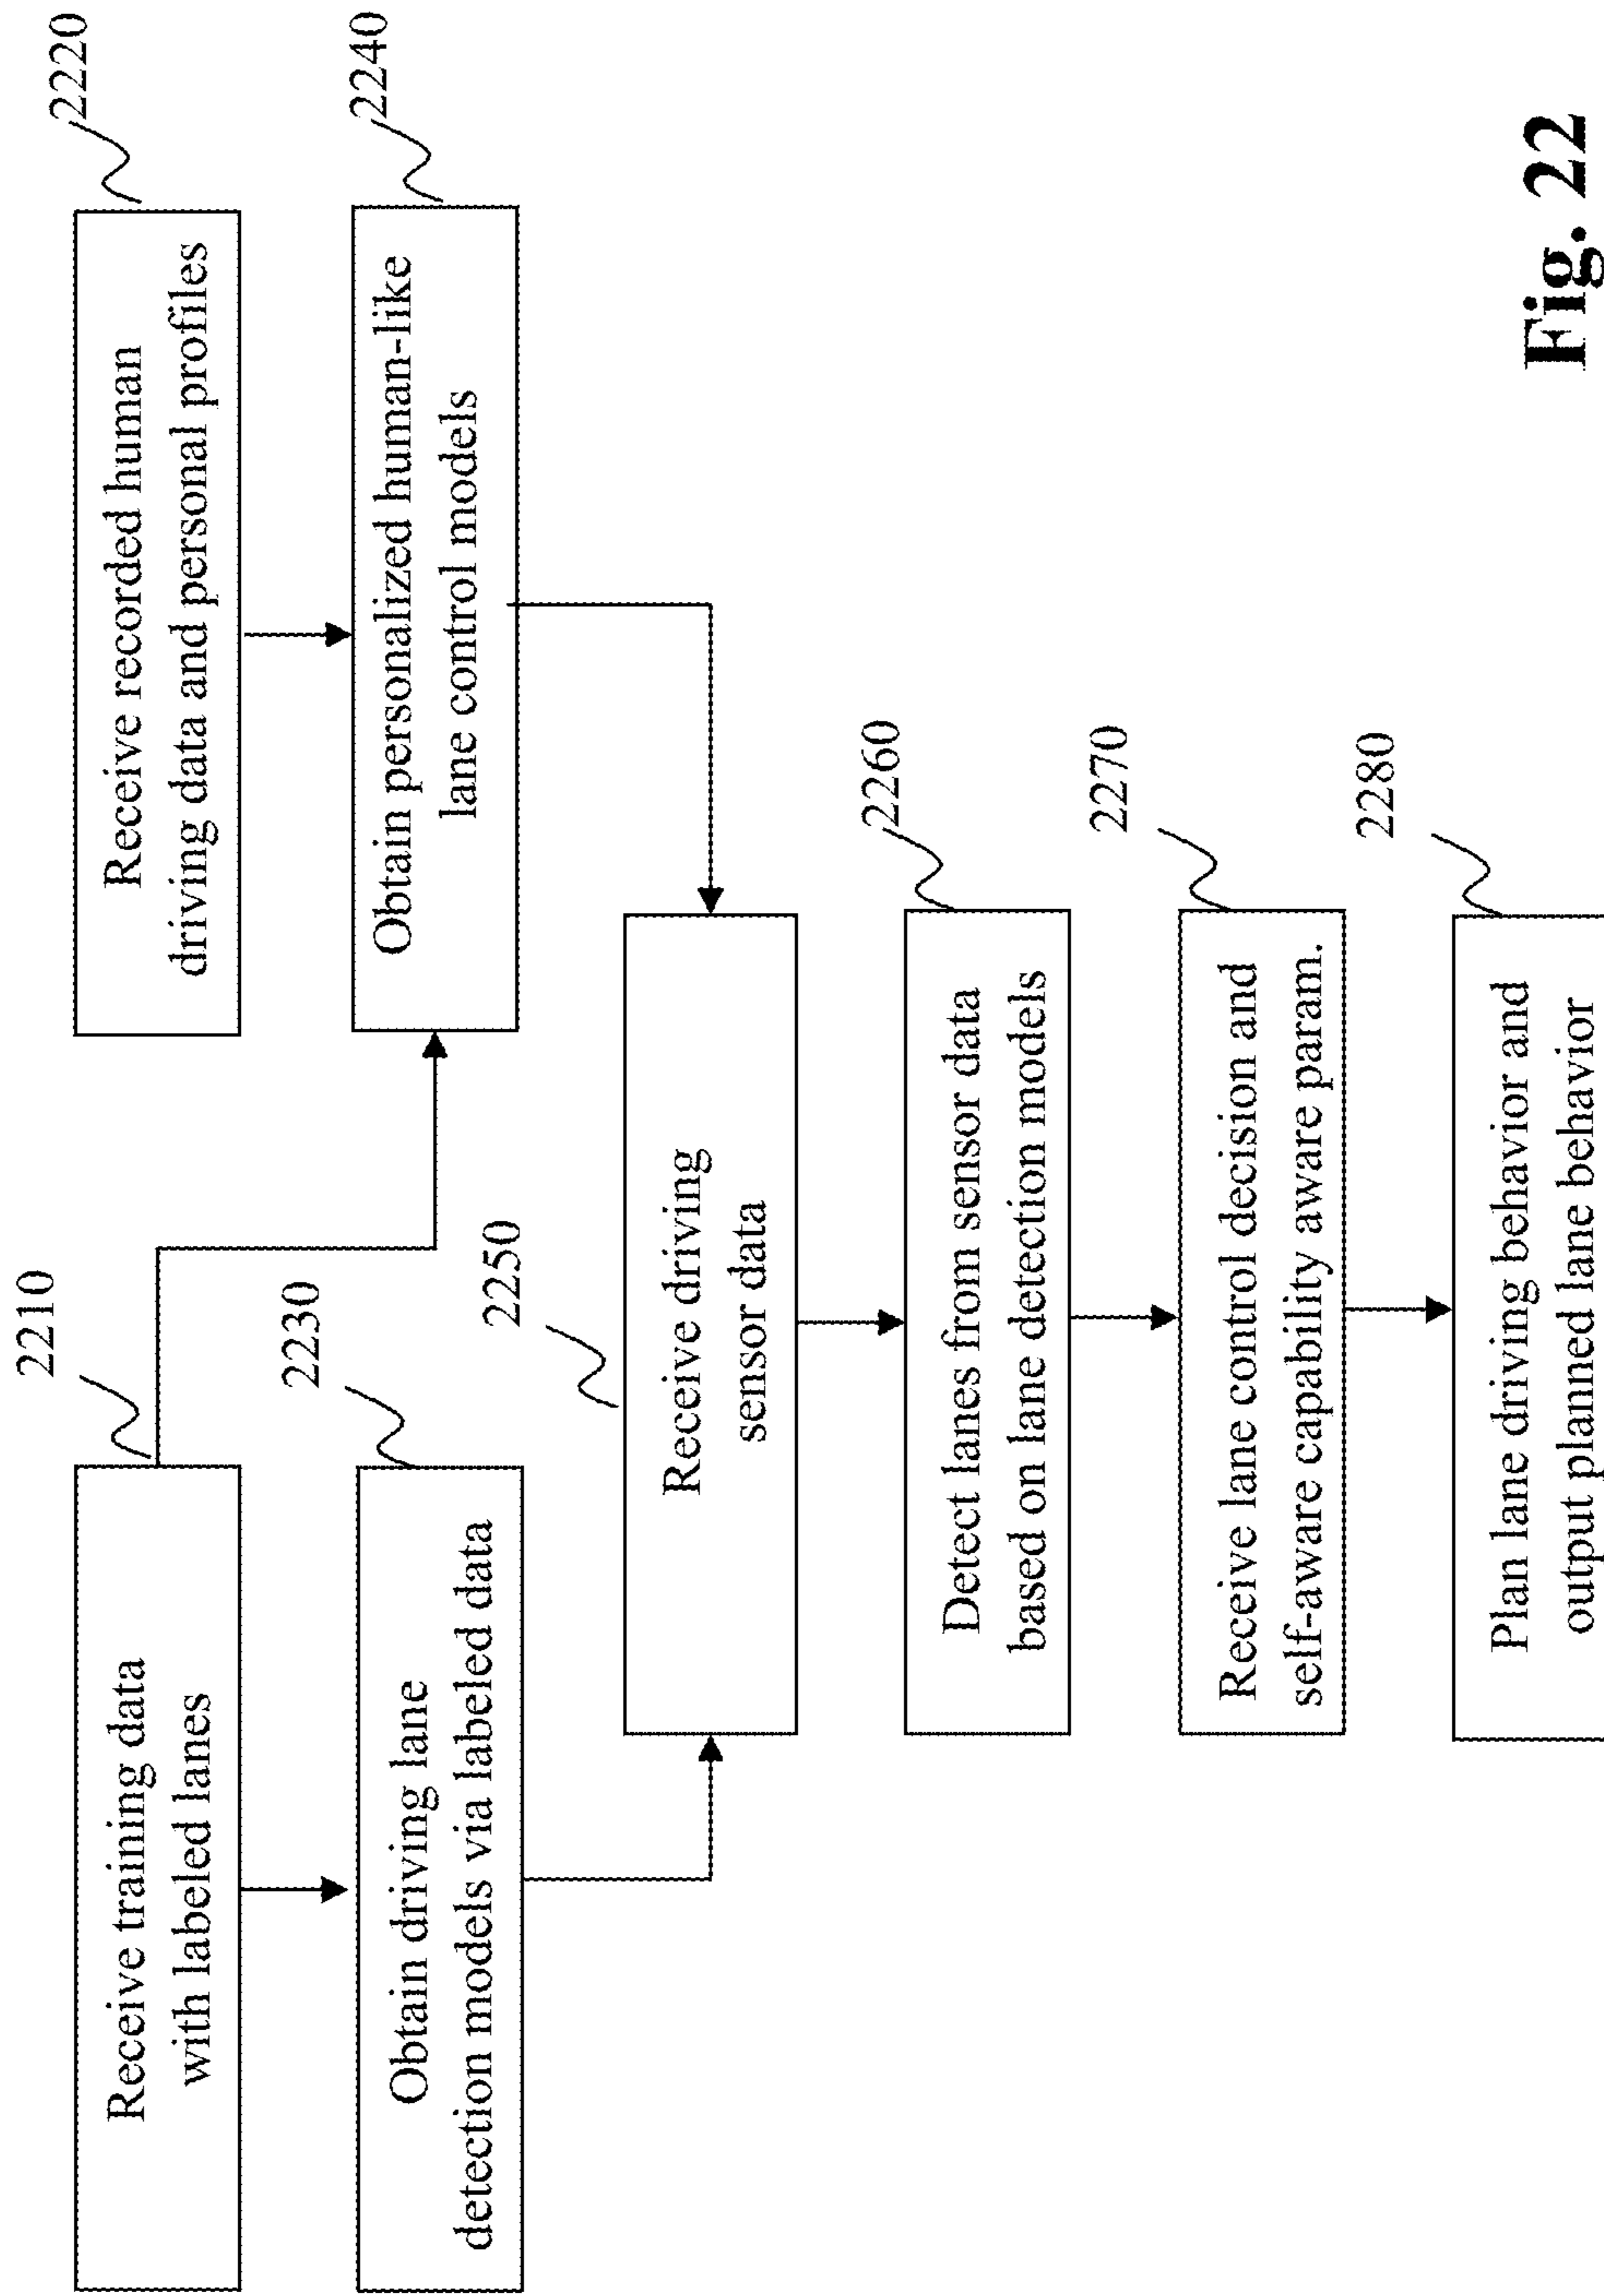 2210
2220
Receive training data
with labeled lanes
Receive recorded human
driving data and personal profiles
2230
2240
Obtain driving lane
detection models via labeled data
Obtain personalized human-like
lane control models
2250
Receive driving
sensor data
2260
Detect lanes from sensor data
based on lane detection models
2270
Receive lane control decision and
self-aware capability aware param.
2280
Plan lane driving behavior and
output planned lane behavior
Fig. 22